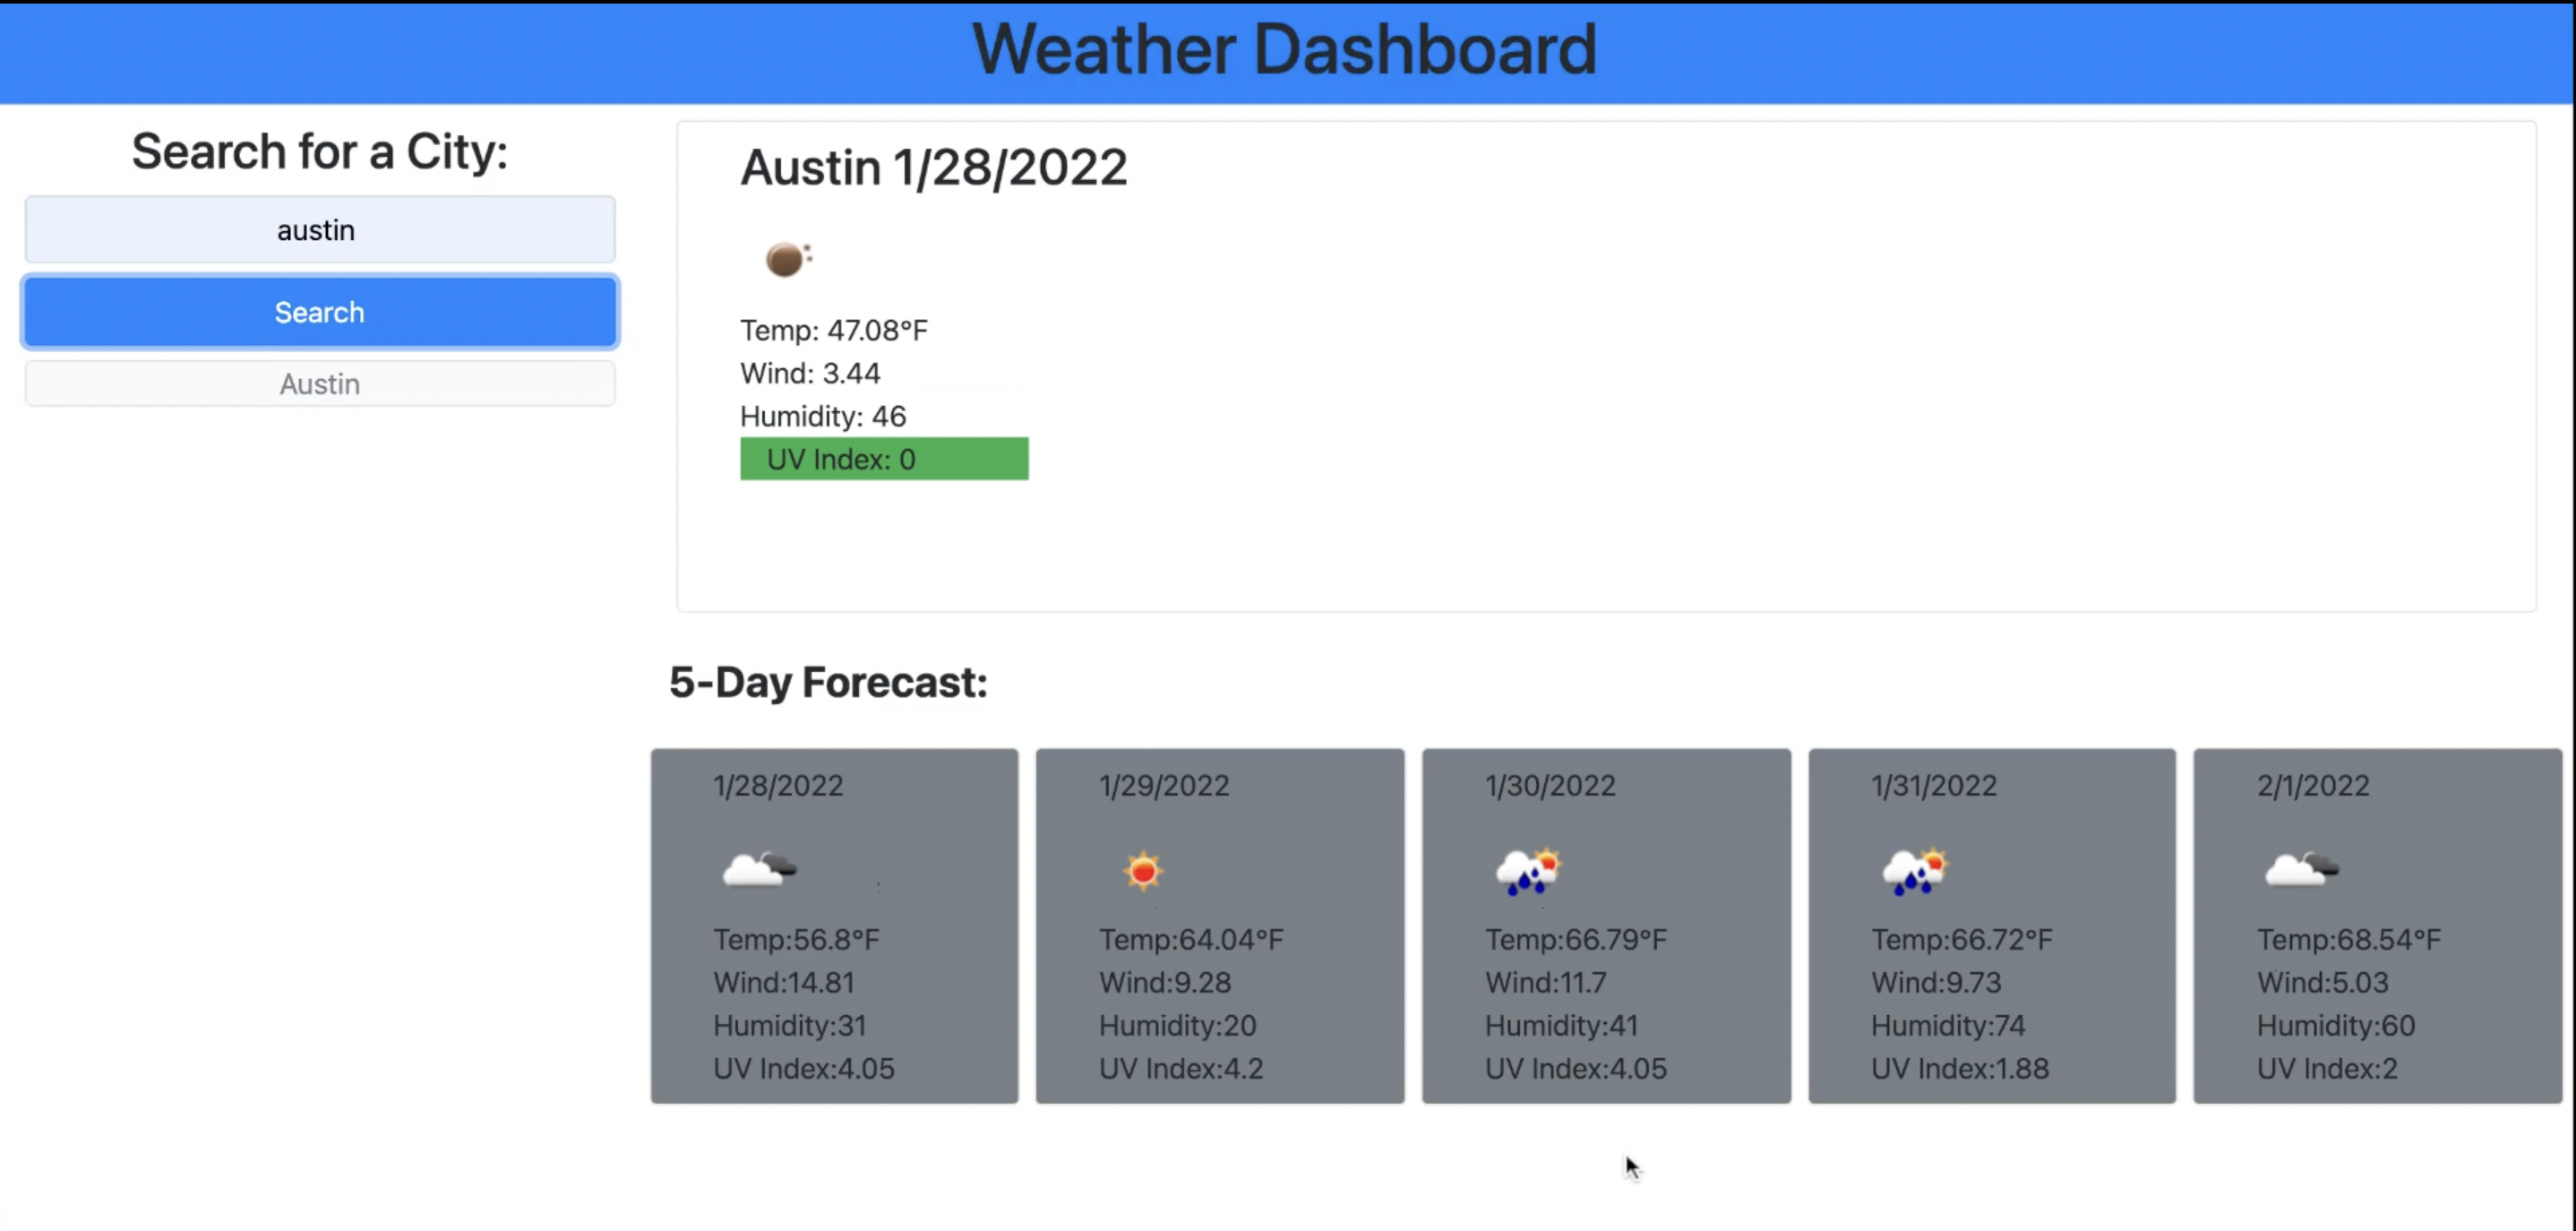 Weather Dashboard
Search for a City:
austin
Search
Austin
Austin 1/28/2022
Temp: 47.08°F
Wind: 3.44
Humidity: 46
UV Index: 0
5-Day Forecast:
1/28/2022
Temp:56.8°F
Wind:14.81
Humidity:31
UV Index:4.05
1/29/2022
Temp:64.04°F
Wind:9.28
Humidity:20
UV Index:4.2
1/30/2022
Temp:66.79°F
Wind:11.7
Humidity:41
UV Index:4.05
1/31/2022
Temp:66.72°F
Wind:9.73
Humidity:74
UV Index:1.88
2/1/2022
Temp:68.54°F
Wind:5.03
Humidity:60
UV Index:2